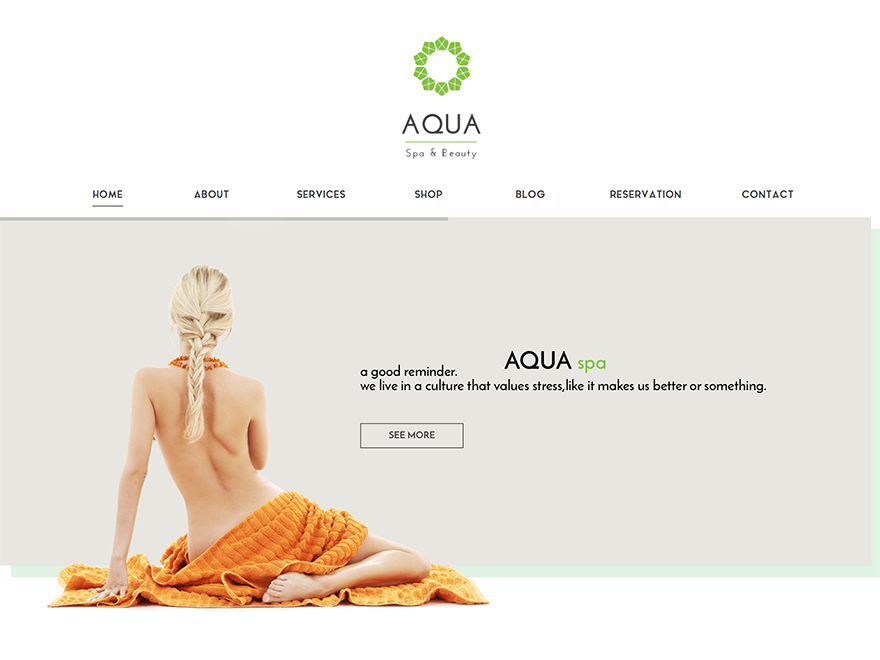 AQUA
Spa & Beauty
HOME ABOUT SERVICES SHOP BLOG RESERVATION CONTACT
AQUA spa
a good reminder.
we live in a culture that values stress,like it makes us better or something.
SEE MORE